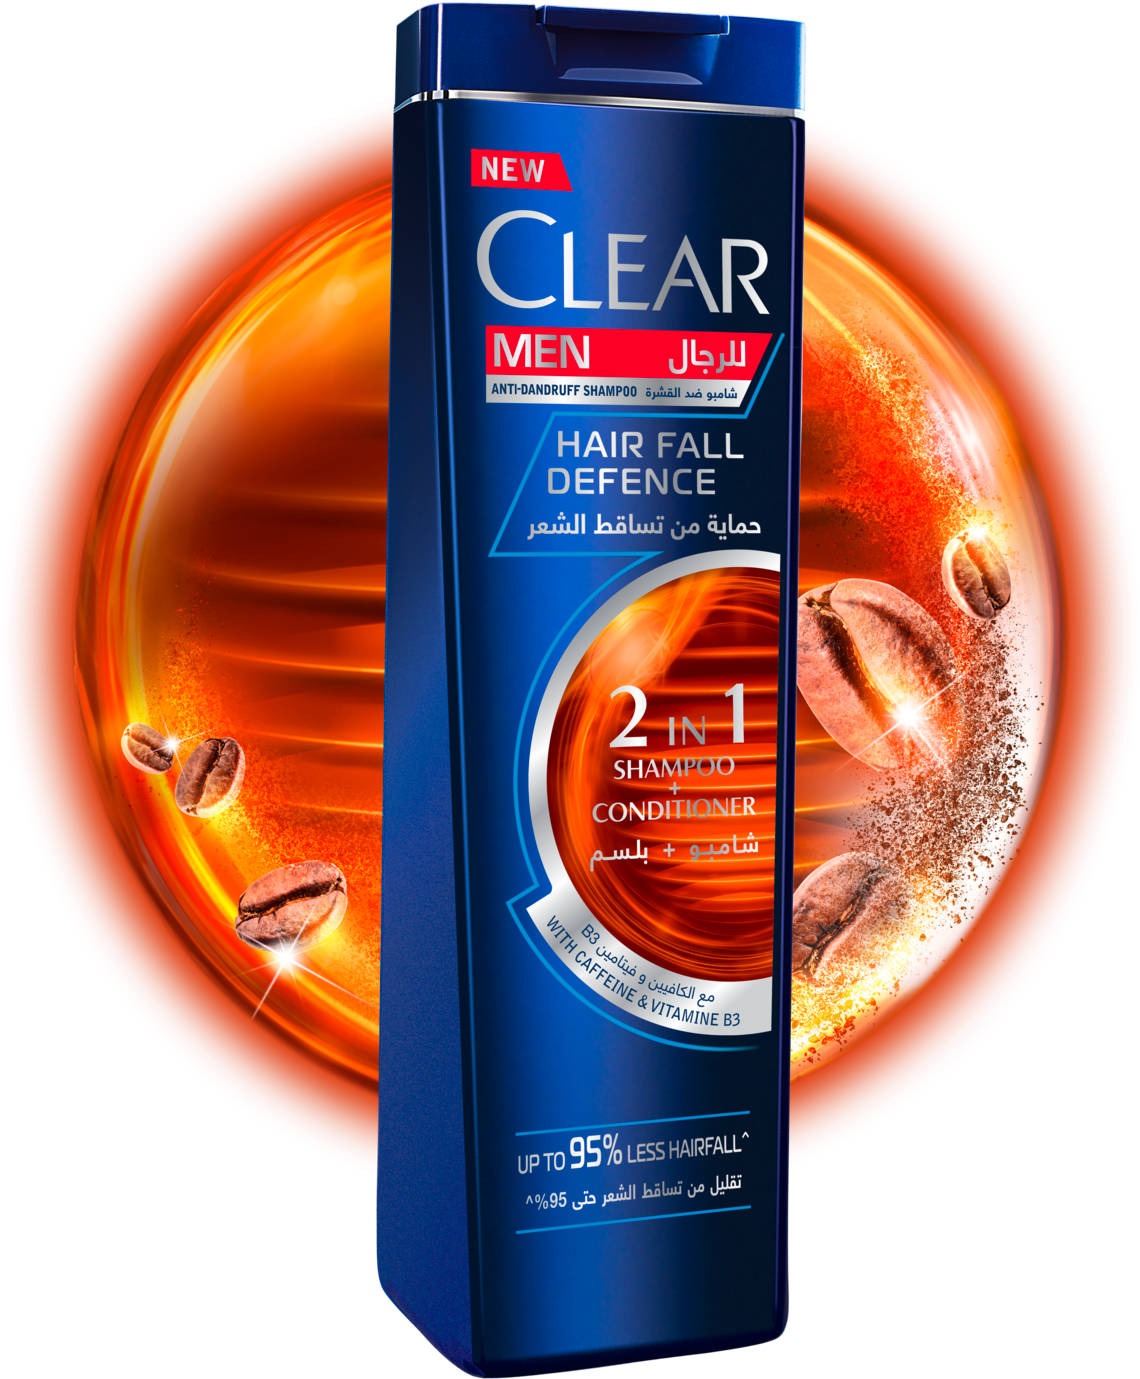 NEW
CLEAR
MEN للرجال
ANTI-DANDRUFF SHAMPOO شامبو ضد القشرة
HAIR FALL
DEFENCE
حماية من تساقط الشعر
2 IN 1
SHAMPOO
+
CONDITIONER
شامبو + بلسم
مع الكافيين و فيتامين B3
WITH CAFFEINE & VITAMINE B3
UP TO 95% LESS HAIRFALL^
تقليل من تساقط الشعر حتى 95%^